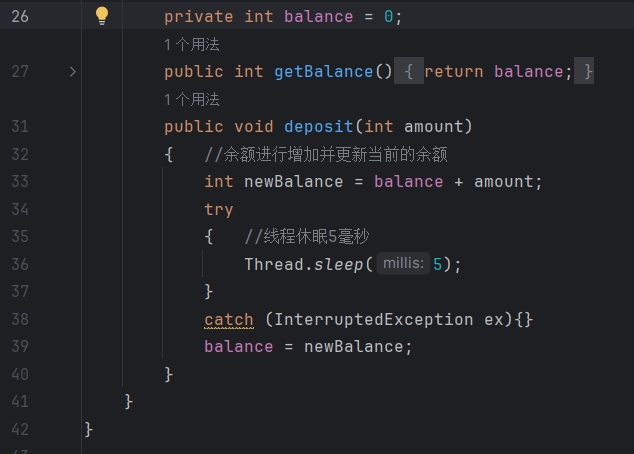 26 private int balance = 0;
1 个用法
27 public int getBalance() { return balance; }
1 个用法
31 public void deposit(int amount)
32 { //余额进行增加并更新当前的余额
33 int newBalance = balance + amount;
34 try
35 { //线程休眠5毫秒
36 Thread.sleep( millis: 5);
37 }
38 catch (InterruptedException ex){}
39 balance = newBalance;
40 }
41 }
42 }